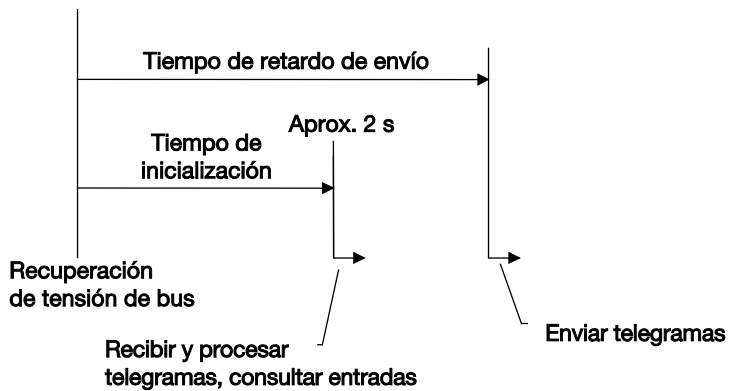 Tiempo de retardo de envío
Aprox. 2 s
Tiempo de
inicialización
Recuperación
de tensión de bus
Enviar telegramas
Recibir y procesar
telegramas, consultar entradas